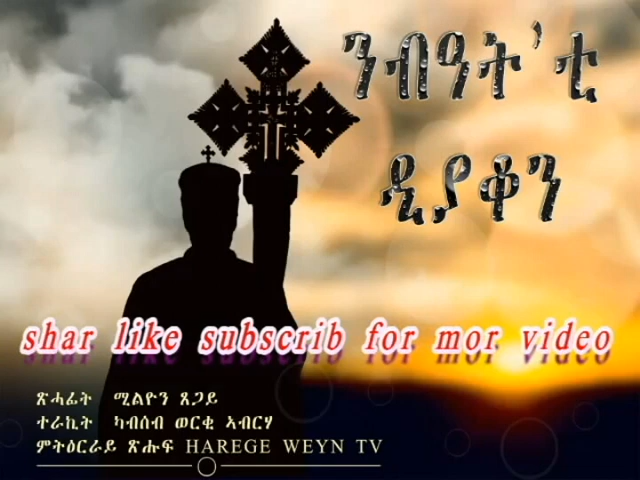 ንብዓት'ቲ
ዲያቆን
shar like subscrib for mor video
ጽሓፊት ሚልዮን ጸጋይ
ተራኪት ካብሰብ ወርቂ ኣብርሃ
ምትዕርራይ ጽሑፍ HAREGE WEYN TV